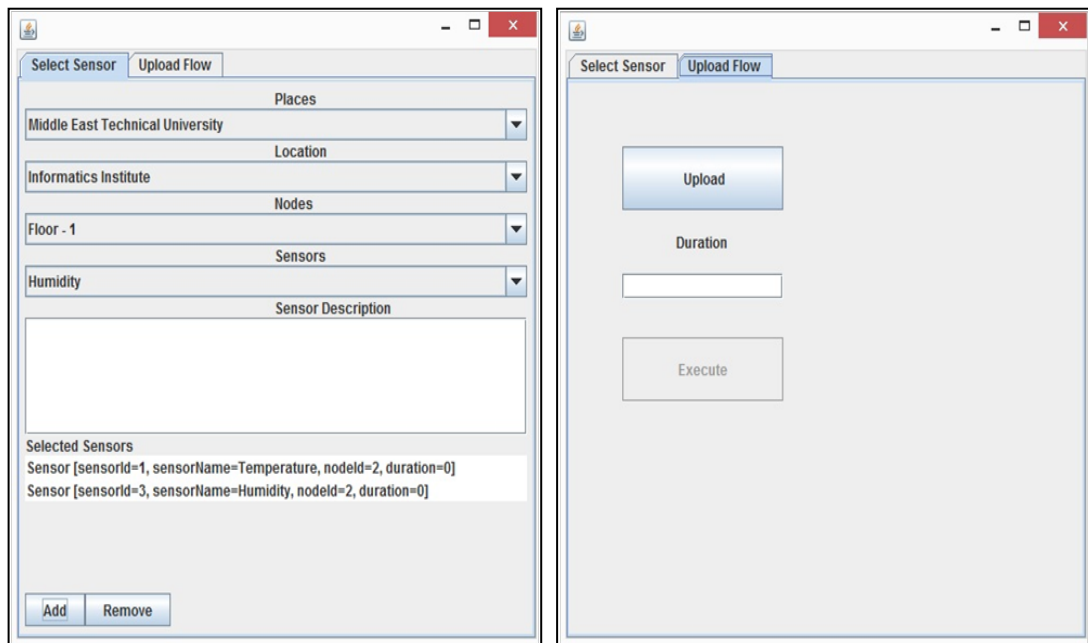 Select Sensor Upload Flow
Places
Middle East Technical University
Location
Informatics Institute
Nodes
Floor - 1
Sensors
Humidity
Sensor Description
Selected Sensors
Sensor [sensorId=1, sensorName=Temperature, nodeId=2, duration=0]
Sensor [sensorId=3, sensorName=Humidity, nodeId=2, duration=0]
Add Remove
Select Sensor Upload Flow
Upload
Duration
Execute